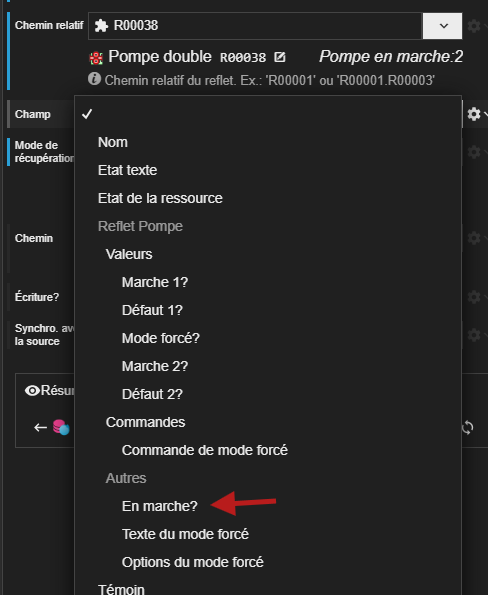 Chemin relatif
R00038
Pompe double R00038 Pompe en marche:2
Chemin relatif du reflet. Ex.: 'R00001' ou 'R00001.R00003'
Champ
Mode de
récupération
Nom
Etat texte
Etat de la ressource
Reflet Pompe
Chemin
Valeurs
Marche 1?
Écriture?
Défaut 1?
Synchro. ave
la source
Mode forcé?
Marche 2?
Résu
Défaut 2?
Commandes
Commande de mode forcé
Autres
En marche?
Texte du mode forcé
Options du mode forcé
Témoin